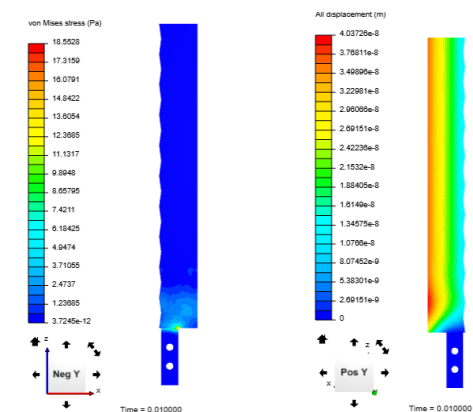 von Mises stress (Pa)
18.5528
17.3159
16.0791
14.8422
13.6054
12.3685
11.1317
9.8948
8.65795
7.4211
6.18425
4.9474
3.71055
2.4737
1.23685
3.7245e-12
z
Neg Y
x
Time = 0.010000
All displacement (m)
4.03726e-8
3.76811e-8
3.49896e-8
3.22981e-8
2.96066e-8
2.69151e-8
2.42236e-8
2.1532e-8
1.88405e-8
1.6149e-8
1.34575e-8
1.0766e-8
8.07452e-9
5.38301e-9
2.69151e-9
0
z
Pos Y
x
Time = 0.010000